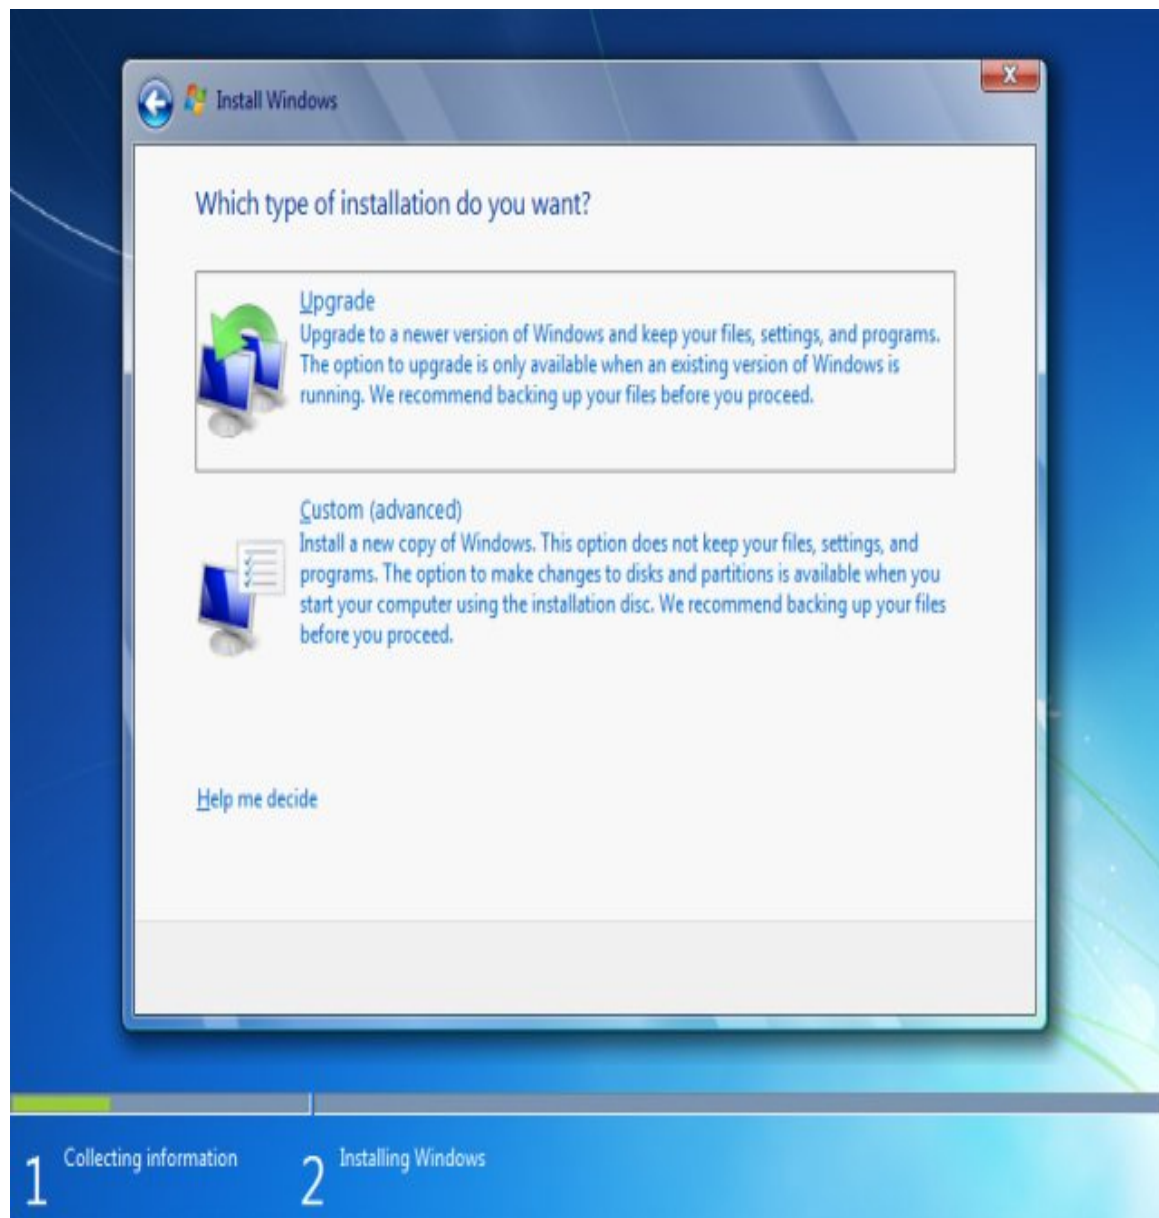 Install Windows
X
Which type of installation do you want?
Upgrade
Upgrade to a newer version of Windows and keep your files, settings, and programs.
The option to upgrade is only available when an existing version of Windows is
running. We recommend backing up your files before you proceed.
Custom (advanced)
Install a new copy of Windows. This option does not keep your files, settings, and
programs. The option to make changes to disks and partitions is available when you
start your computer using the installation disc. We recommend backing up your files
before you proceed.
Help me decide
1 Collecting information 2 Installing Windows